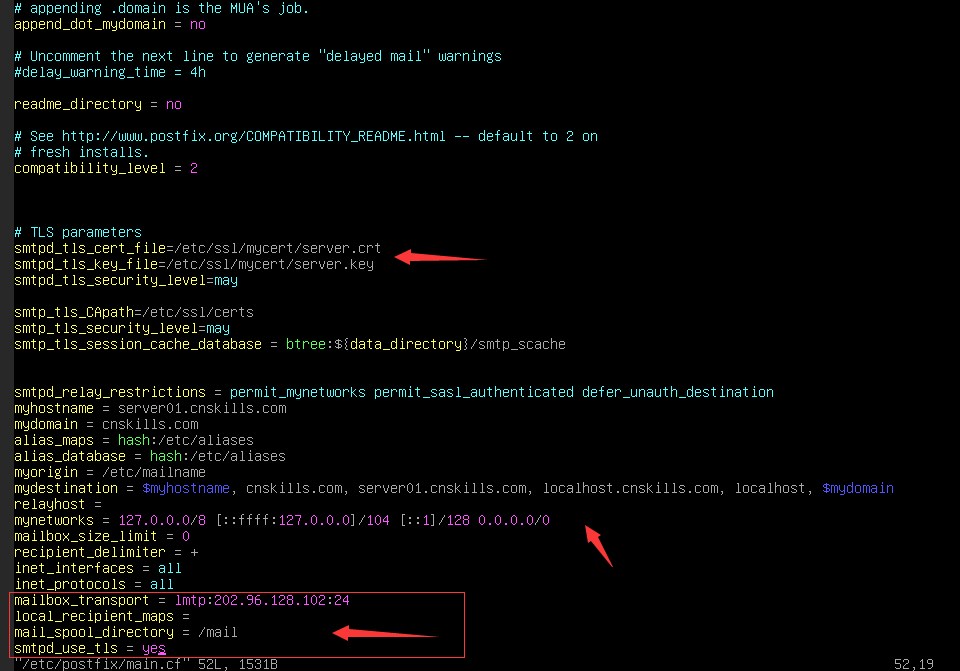 # appending .domain is the MUA's job.
append_dot_mydomain = no
# Uncomment the next line to generate "delayed mail" warnings
#delay_warning_time = 4h
readme_directory = no
# See http://www.postfix.org/COMPATIBILITY_README.html -- default to 2 on
# fresh installs.
compatibility_level = 2
# TLS parameters
smtpd_tls_cert_file=/etc/ssl/mycert/server.crt
smtpd_tls_key_file=/etc/ssl/mycert/server.key
smtpd_tls_security_level=may
smtp_tls_CApath=/etc/ssl/certs
smtp_tls_security_level=may
smtp_tls_session_cache_database = btree:${data_directory}/smtp_scache
smtpd_relay_restrictions = permit_mynetworks permit_sasl_authenticated defer_unauth_destination
myhostname = server01.cnskills.com
mydomain = cnskills.com
alias_maps = hash:/etc/aliases
alias_database = hash:/etc/aliases
myorigin = /etc/mailname
mydestination = $myhostname, cnskills.com, server01.cnskills.com, localhost.cnskills.com, localhost, $mydomain
relayhost =
mynetworks = 127.0.0.0/8 [::ffff:127.0.0.0]/104 [::1]/128 0.0.0.0/0
mailbox_size_limit = 0
recipient_delimiter = +
inet_interfaces = all
inet_protocols = all
mailbox_transport = lmtp:202.96.128.102:24
local_recipient_maps =
mail_spool_directory = /mail
smtpd_use_tls = yes
"/etc/postfix/main.cf" 52L, 1531B 52,19